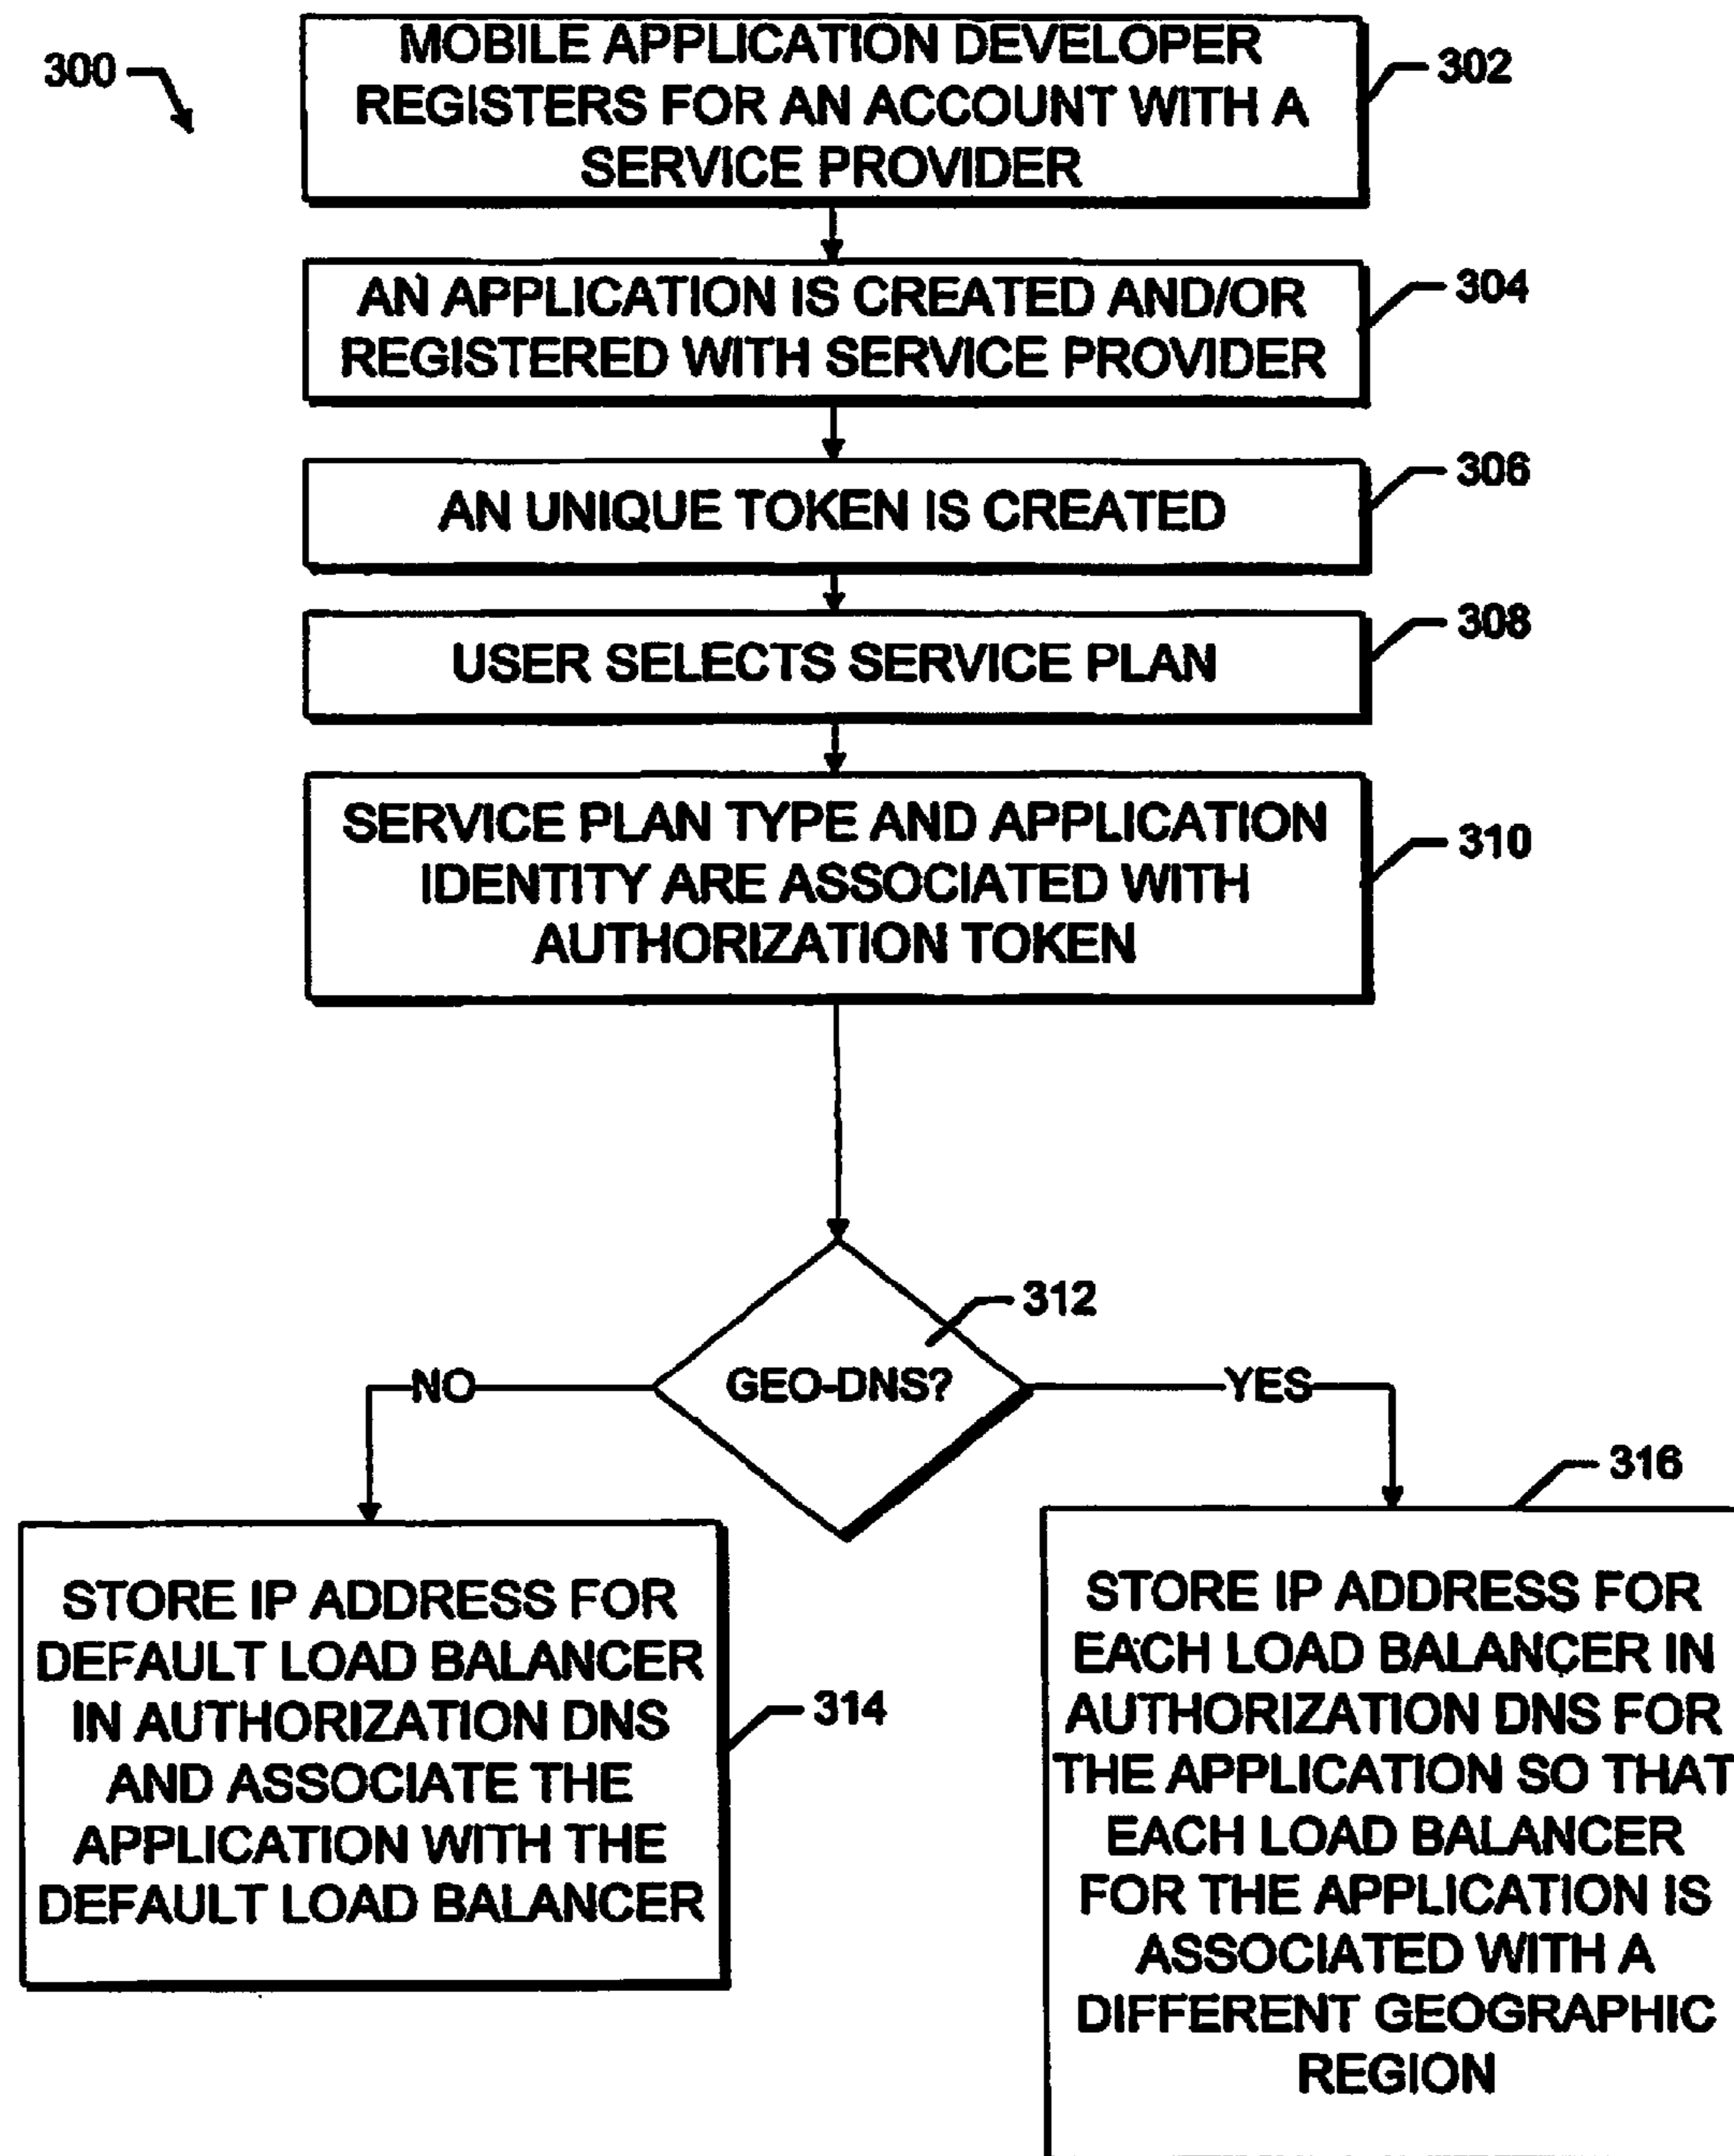 300
MOBILE APPLICATION DEVELOPER
REGISTERS FOR AN ACCOUNT WITH A
SERVICE PROVIDER
302
AN APPLICATION IS CREATED AND/OR
REGISTERED WITH SERVICE PROVIDER
304
AN UNIQUE TOKEN IS CREATED
306
USER SELECTS SERVICE PLAN
308
SERVICE PLAN TYPE AND APPLICATION
IDENTITY ARE ASSOCIATED WITH
AUTHORIZATION TOKEN
310
312
NO
GEO-DNS?
YES
STORE IP ADDRESS FOR
DEFAULT LOAD BALANCER
IN AUTHORIZATION DNS
AND ASSOCIATE THE
APPLICATION WITH THE
DEFAULT LOAD BALANCER
314
316
STORE IP ADDRESS FOR
EACH LOAD BALANCER IN
AUTHORIZATION DNS FOR
THE APPLICATION SO THAT
EACH LOAD BALANCER
FOR THE APPLICATION IS
ASSOCIATED WITH A
DIFFERENT GEOGRAPHIC
REGION